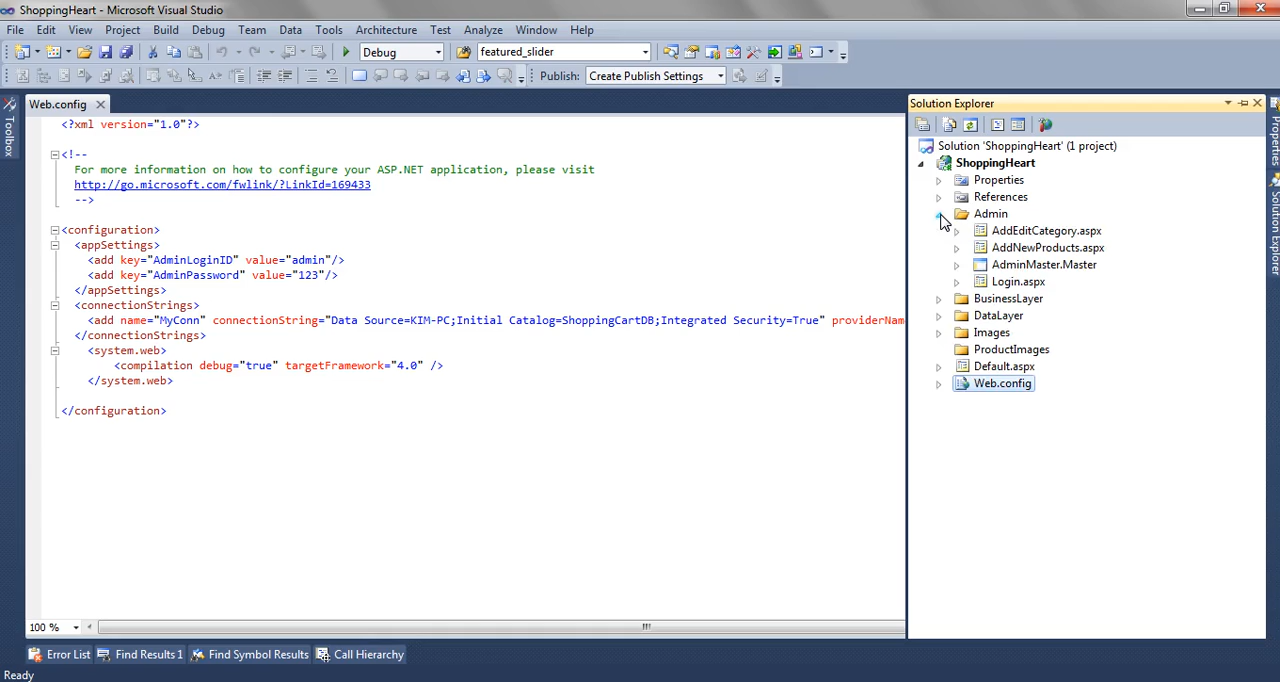 ShoppingHeart - Microsoft Visual Studio
File Edit View Project Build Debug Team Data Tools Architecture Test Analyze Window Help
Debug featured_slider
Publish: Create Publish Settings
Web.config
Solution Explorer
Toolbox
Properties
Solution Explorer
<?xml version="1.0"?>
<!--
For more information on how to configure your ASP.NET application, please visit
http://go.microsoft.com/fwlink/?LinkId=169433
-->
<configuration>
<appSettings>
<add key="AdminLoginID" value="admin"/>
<add key="AdminPassword" value="123"/>
</appSettings>
<connectionStrings>
<add name="MyConn" connectionString="Data Source=KIM-PC;Initial Catalog=ShoppingCartDB;Integrated Security=True" providerNam
</connectionStrings>
<system.web>
<compilation debug="true" targetFramework="4.0" />
</system.web>
</configuration>
Solution 'ShoppingHeart' (1 project)
ShoppingHeart
Properties
References
Admin
AddEditCategory.aspx
AddNewProducts.aspx
AdminMaster.Master
Login.aspx
BusinessLayer
DataLayer
Images
ProductImages
Default.aspx
Web.config
100 %
Error List Find Results 1 Find Symbol Results Call Hierarchy
Ready